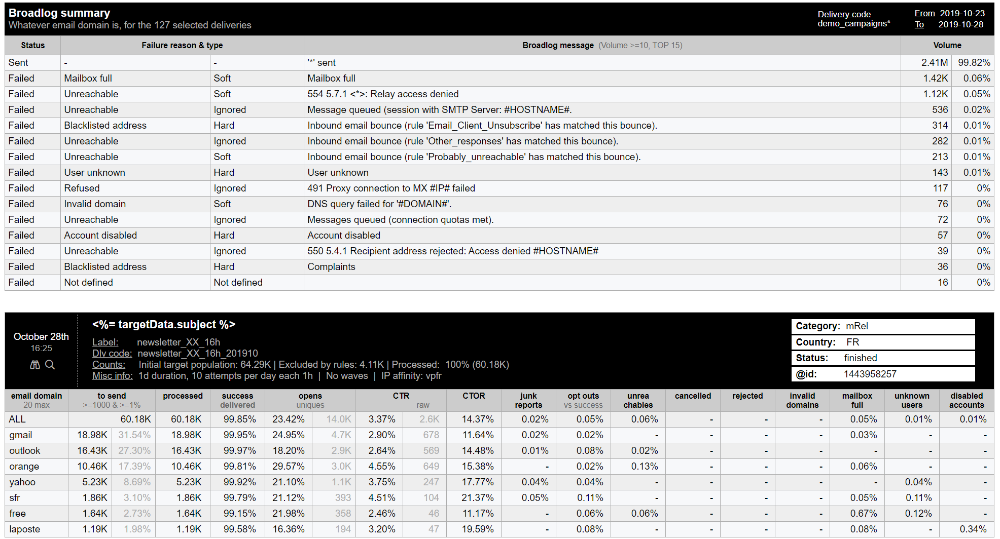 Broadlog summary
Whatever email domain is, for the 127 selected deliveries
Delivery code
demo_campaigns*
From 2019-10-23
To 2019-10-28
Status Failure reason & type Broadlog message (Volume >=10, TOP 15) Volume
Sent - - '*' sent 2.41M 99.82%
Failed Mailbox full Soft Mailbox full 1.42K 0.06%
Failed Unreachable Soft 554 5.7.1 <*>: Relay access denied 1.12K 0.05%
Failed Unreachable Ignored Message queued (session with SMTP Server: #HOSTNAME#. 536 0.02%
Failed Blacklisted address Hard Inbound email bounce (rule 'Email_Client_Unsubscribe' has matched this bounce). 314 0.01%
Failed Unreachable Ignored Inbound email bounce (rule 'Other_responses' has matched this bounce). 282 0.01%
Failed Unreachable Soft Inbound email bounce (rule 'Probably_unreachable' has matched this bounce). 213 0.01%
Failed User unknown Hard User unknown 143 0.01%
Failed Refused Ignored 491 Proxy connection to MX #IP# failed 117 0%
Failed Invalid domain Soft DNS query failed for '#DOMAIN#'. 76 0%
Failed Unreachable Ignored Messages queued (connection quotas met). 72 0%
Failed Account disabled Hard Account disabled 57 0%
Failed Unreachable Ignored 550 5.4.1 Recipient address rejected: Access denied #HOSTNAME# 39 0%
Failed Blacklisted address Hard Complaints 36 0%
Failed Not defined Not defined 16 0%
October 28th
16:25
<%= targetData.subject %>
Label: newsletter_XX_16h
Dlv code: newsletter_XX_16h_201910
Counts: Initial target population: 64.29K | Excluded by rules: 4.11K | Processed: 100% (60.18K)
Misc info: 1d duration, 10 attempts per day each 1h | No waves | IP affinity: vpfr
Category: mRel
Country: FR
Status: finished
@id: 1443958257
email domain to send processed success opens CTR CTOR junk opt outs unrea cancelled rejected invalid mailbox unknown disabled
20 max >=1000 & >=1% delivered uniques raw reports vs success chables domains full users accounts
ALL 60.18K 60.18K 99.85% 23.42% 14.0K 3.37% 2.6K 14.37% 0.02% 0.05% 0.06% - - - 0.05% 0.01% 0.01%
gmail 18.98K 31.54% 18.98K 99.95% 24.95% 4.7K 2.90% 678 11.64% 0.02% 0.02% - - - - 0.03% - -
outlook 16.43K 27.30% 16.43K 99.97% 18.20% 2.9K 2.64% 569 14.48% 0.01% 0.08% 0.02% - - - - - -
orange 10.46K 17.39% 10.46K 99.81% 29.57% 3.0K 4.55% 649 15.38% - 0.02% 0.13% - - - 0.06% - -
yahoo 5.23K 8.69% 5.23K 99.92% 21.10% 1.1K 3.75% 247 17.77% 0.04% 0.04% - - - - - 0.04% -
sfr 1.86K 3.10% 1.86K 99.79% 21.12% 393 4.51% 104 21.37% 0.05% 0.11% - - - - 0.05% 0.11% -
free 1.64K 2.73% 1.64K 99.15% 21.98% 358 2.46% 46 11.17% - 0.06% 0.06% - - - 0.67% 0.12% -
laposte 1.19K 1.98% 1.19K 99.58% 16.36% 194 3.20% 47 19.59% - 0.08% - - - - 0.08% - 0.34%